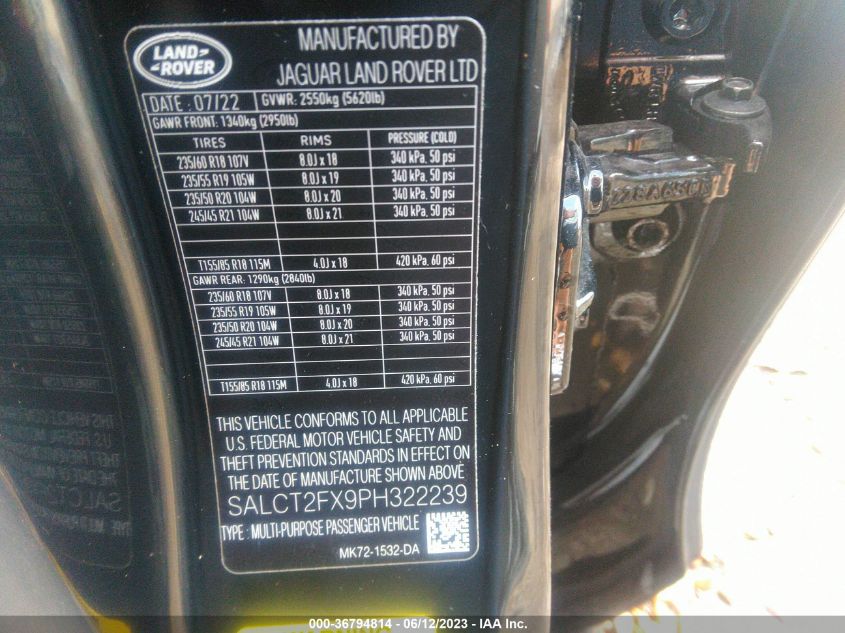 LAND-
ROVER
MANUFACTURED BY
JAGUAR LAND ROVER LTD
DATE : 07/22 GVWR: 2550kg (5620lb)
GAWR FRONT: 1340kg (2950lb)
TIRES RIMS PRESSURE (COLD)
235/60 R18 107V 8.0J x 18 340 kPa, 50 psi
235/55 R19 105W 8.0J x 19 340 kPa, 50 psi
235/50 R20 104W 8.0J x 20 340 kPa, 50 psi
245/45 R21 104W 8.0J x 21 340 kPa, 50 psi
T155/85 R18 115M 4.0J x 18 420 kPa, 60 psi
GAWR REAR: 1290kg (2840lb)
235/60 R18 107V 8.0J x 18 340 kPa, 50 psi
235/55 R19 105W 8.0J x 19 340 kPa, 50 psi
235/50 R20 104W 8.0J x 20 340 kPa, 50 psi
245/45 R21 104W 8.0J x 21 340 kPa, 50 psi
T155/85 R18 115M 4.0J x 18 420 kPa, 60 psi
THIS VEHICLE CONFORMS TO ALL APPLICABLE
U.S. FEDERAL MOTOR VEHICLE SAFETY AND
THEFT PREVENTION STANDARDS IN EFFECT ON
THE DATE OF MANUFACTURE SHOWN ABOVE
SALCT2FX9PH322239
TYPE : MULTI-PURPOSE PASSENGER VEHICLE
MK72-1532-DA
000-36794814 - 06/12/2023 - IAA Inc.